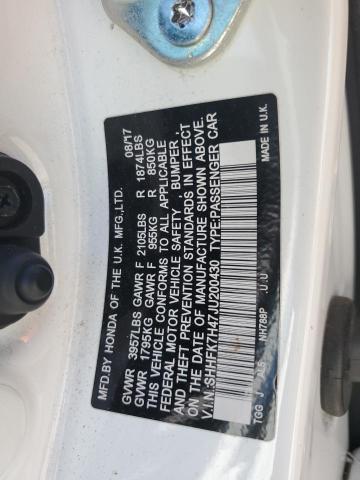 MFD.BY HONDA OF THE U.K. MFG.,LTD. 08/17
GVWR 3957LBS GAWR F 2105LBS R 1874LBS
GVWR 1795KG GAWR F 955KG R 850KG
THIS VEHICLE CONFORMS TO ALL APPLICABLE
FEDERAL MOTOR VEHICLE SAFETY , BUMPER ,
AND THEFT PREVENTION STANDARDS IN EFFECT
ON THE DATE OF MANUFACTURE SHOWN ABOVE.
V.I.N.:SHHFK7H47JU200430 TYPE:PASSENGER CAR
MADE IN U.K.
NH788P J.U
TGG J